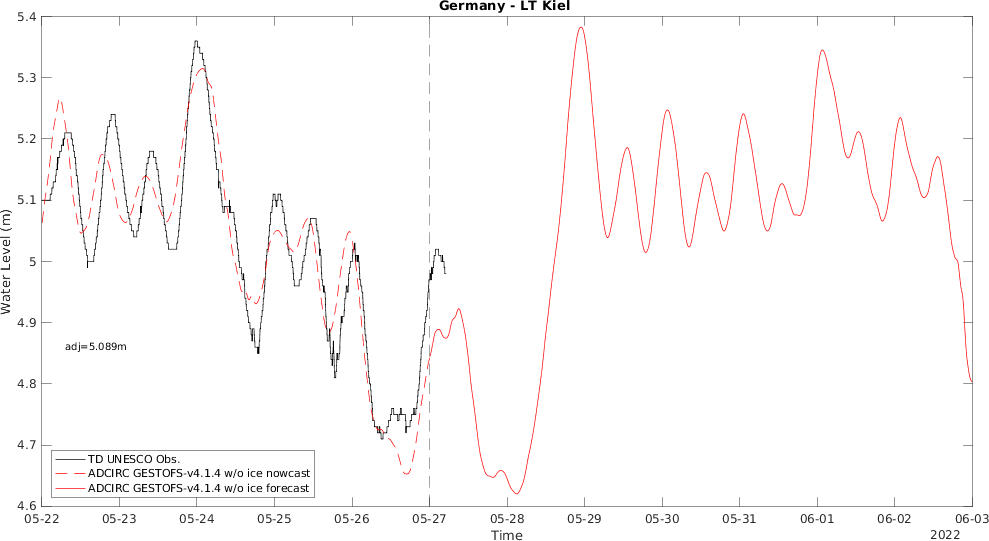 Germany - LT Kiel
5.4
5.3
5.2
5.1
5
4.9
4.8
4.7
4.6
Water Level (m)
adj=5.089m
TD UNESCO Obs.
ADCIRC GESTOFS-v4.1.4 w/o ice nowcast
ADCIRC GESTOFS-v4.1.4 w/o ice forecast
05-22 05-23 05-24 05-25 05-26 05-27 05-28 05-29 05-30 05-31 06-01 06-02 06-03
Time
2022